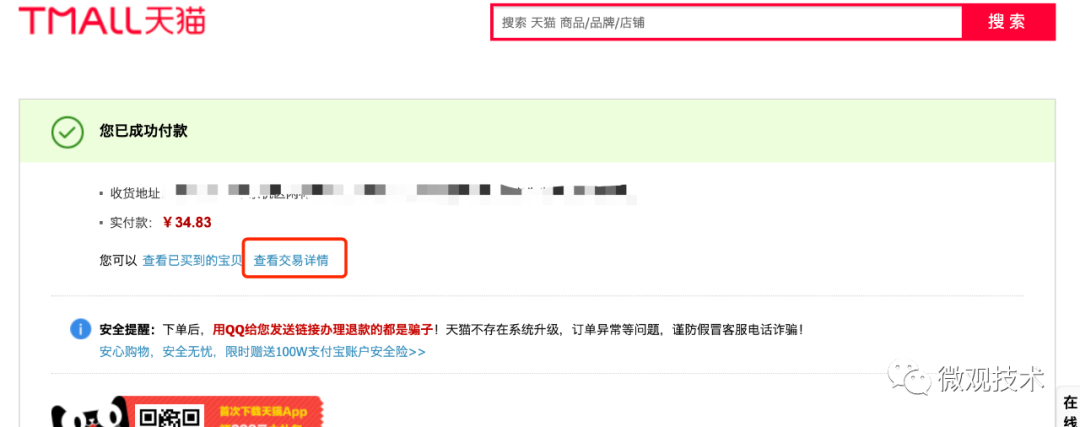 TMALL天猫
搜索 天猫 商品/品牌/店铺
搜 索
您已成功付款
收货地址
实付款: ¥34.83
您可以 查看已买到的宝贝 查看交易详情
安全提醒：下单后，用QQ给您发送链接办理退款的都是骗子！天猫不存在系统升级，订单异常等问题，谨防假冒客服电话诈骗！
安心购物，安全无忧，限时赠送100W支付宝账户安全险>>
微观技术
首次下载天猫App
在
线